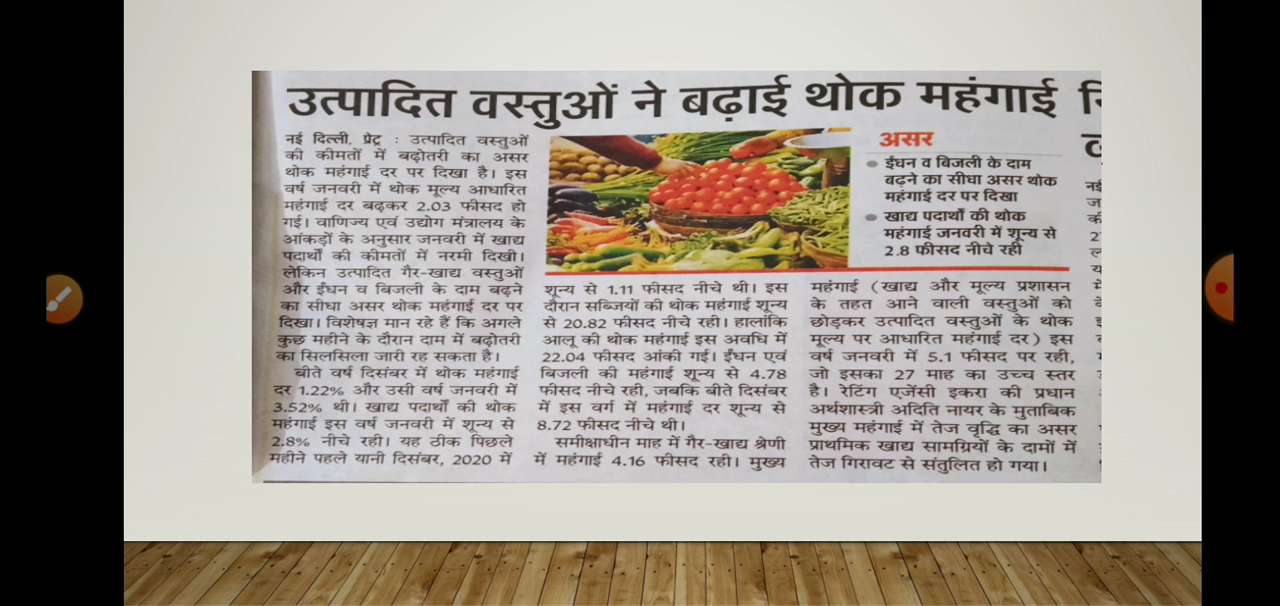 उत्पादित वस्तुओं ने बढ़ाई थोक महंगाई
नई दिल्ली, प्रेट्र : उत्पादित वस्तुओं
की कीमतों में बढ़ोतरी का असर
थोक महंगाई दर पर दिखा है। इस
वर्ष जनवरी में थोक मूल्य आधारित
महंगाई दर बढ़कर 2.03 फीसद हो
गई। वाणिज्य एवं उद्योग मंत्रालय के
आंकड़ों के अनुसार जनवरी में खाद्य
पदार्थों की कीमतों में नरमी दिखी।
लेकिन उत्पादित गैर-खाद्य वस्तुओं
और ईंधन व बिजली के दाम बढ़ने
का सीधा असर थोक महंगाई दर पर
दिखा। विशेषज्ञ मान रहे हैं कि अगले
कुछ महीने के दौरान दाम में बढ़ोतरी
का सिलसिला जारी रह सकता है।
बीते वर्ष दिसंबर में थोक महंगाई
दर 1.22% और उसी वर्ष जनवरी में
3.52% थी। खाद्य पदार्थों की थोक
महंगाई इस वर्ष जनवरी में शून्य से
2.8% नीचे रही। यह ठीक पिछले
महीने पहले यानी दिसंबर, 2020 में
शून्य से 1.11 फीसद नीचे थी। इस
दौरान सब्जियों की थोक महंगाई शून्य
से 20.82 फीसद नीचे रही। हालांकि
आलू की थोक महंगाई इस अवधि में
22.04 फीसद आंकी गई। ईंधन एवं
बिजली की महंगाई शून्य से 4.78
फीसद नीचे रही, जबकि बीते दिसंबर
में इस वर्ग में महंगाई दर शून्य से
8.72 फीसद नीचे थी।
समीक्षाधीन माह में गैर-खाद्य श्रेणी
में महंगाई 4.16 फीसद रही। मुख्य
असर
ईंधन व बिजली के दाम
बढ़ने का सीधा असर थोक
महंगाई दर पर दिखा
खाद्य पदार्थों की थोक
महंगाई जनवरी में शून्य से
2.8 फीसद नीचे रही
महंगाई (खाद्य और मूल्य प्रशासन
के तहत आने वाली वस्तुओं को
छोड़कर उत्पादित वस्तुओं के थोक
मूल्य पर आधारित महंगाई दर) इस
वर्ष जनवरी में 5.1 फीसद पर रही,
जो इसका 27 माह का उच्च स्तर
है। रेटिंग एजेंसी इकरा की प्रधान
अर्थशास्त्री अदिति नायर के मुताबिक
मुख्य महंगाई में तेज वृद्धि का असर
प्राथमिक खाद्य सामग्रियों के दामों में
तेज गिरावट से संतुलित हो गया।